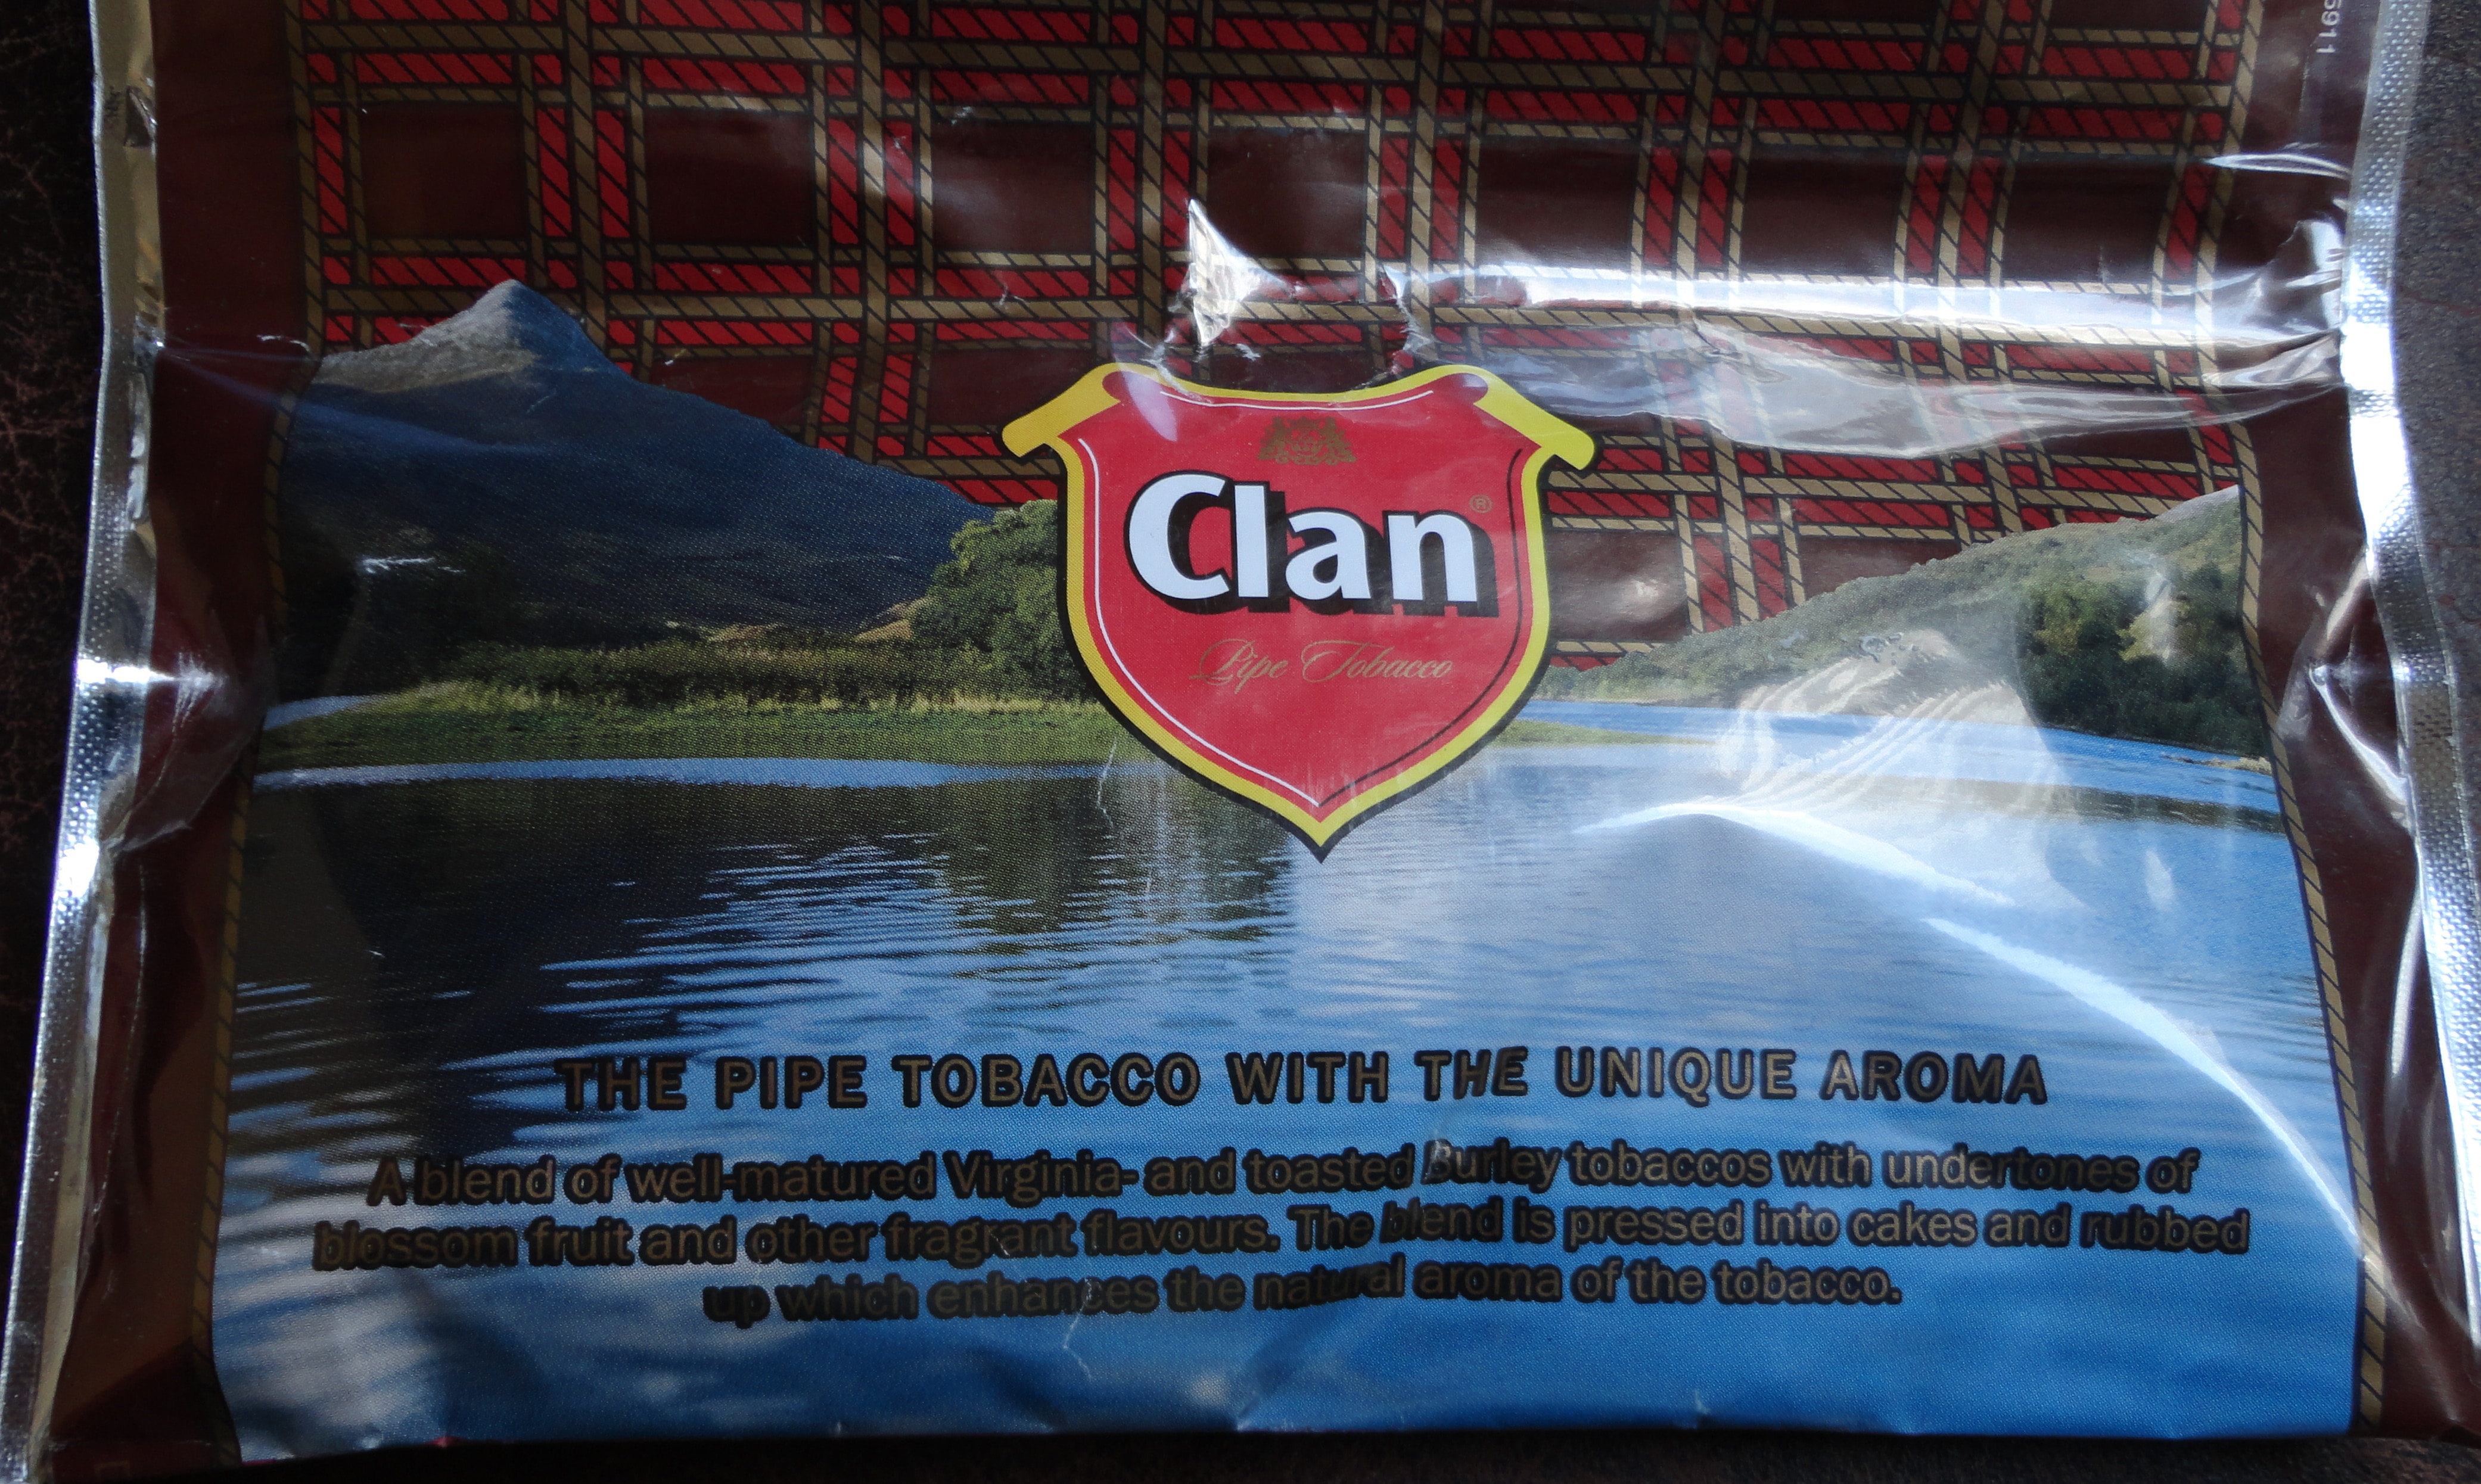 5911
Clan®
Pipe Tobacco
THE PIPE TOBACCO WITH THE UNIQUE AROMA
A blend of well-matured Virginia- and toasted Burley tobaccos with undertones of
blossom fruit and other fragrant flavours. The blend is pressed into cakes and rubbed
up which enhances the natural aroma of the tobacco.